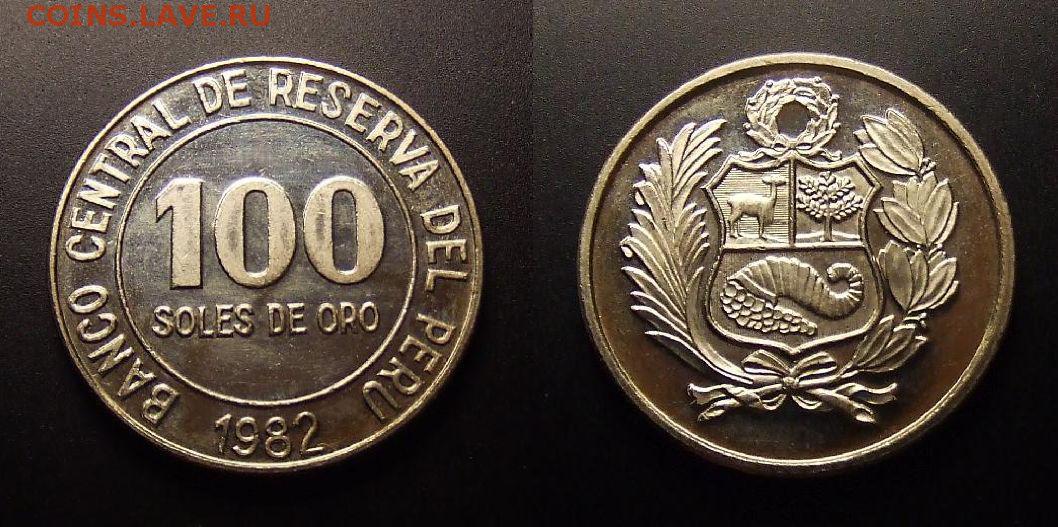 COINS.LAVE.RU
BANCO CENTRAL DE RESERVA DEL PERU
100
SOLES DE ORO
1982